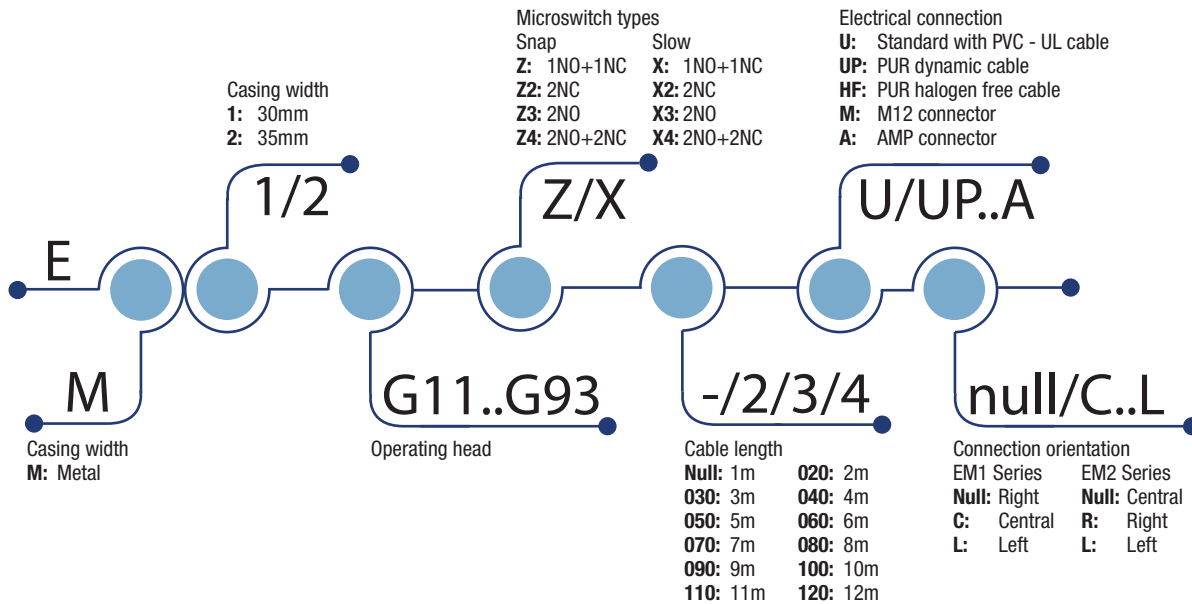 Microswitch types
Snap Slow
Z: 1NO+1NC X: 1NO+1NC
Z2: 2NC X2: 2NC
Z3: 2NO X3: 2NO
Z4: 2NO+2NC X4: 2NO+2NC
Electrical connection
U: Standard with PVC - UL cable
UP: PUR dynamic cable
HF: PUR halogen free cable
M: M12 connector
A: AMP connector
Casing width
1: 30mm
2: 35mm
1/2
Z/X
U/UP..A
E
M
G11..G93
-/2/3/4
null/C..L
Casing width
M: Metal
Operating head
Cable length
Null: 1m 020: 2m
030: 3m 040: 4m
050: 5m 060: 6m
070: 7m 080: 8m
090: 9m 100: 10m
110: 11m 120: 12m
Connection orientation
EM1 Series EM2 Series
Null: Right Null: Central
C: Central R: Right
L: Left L: Left